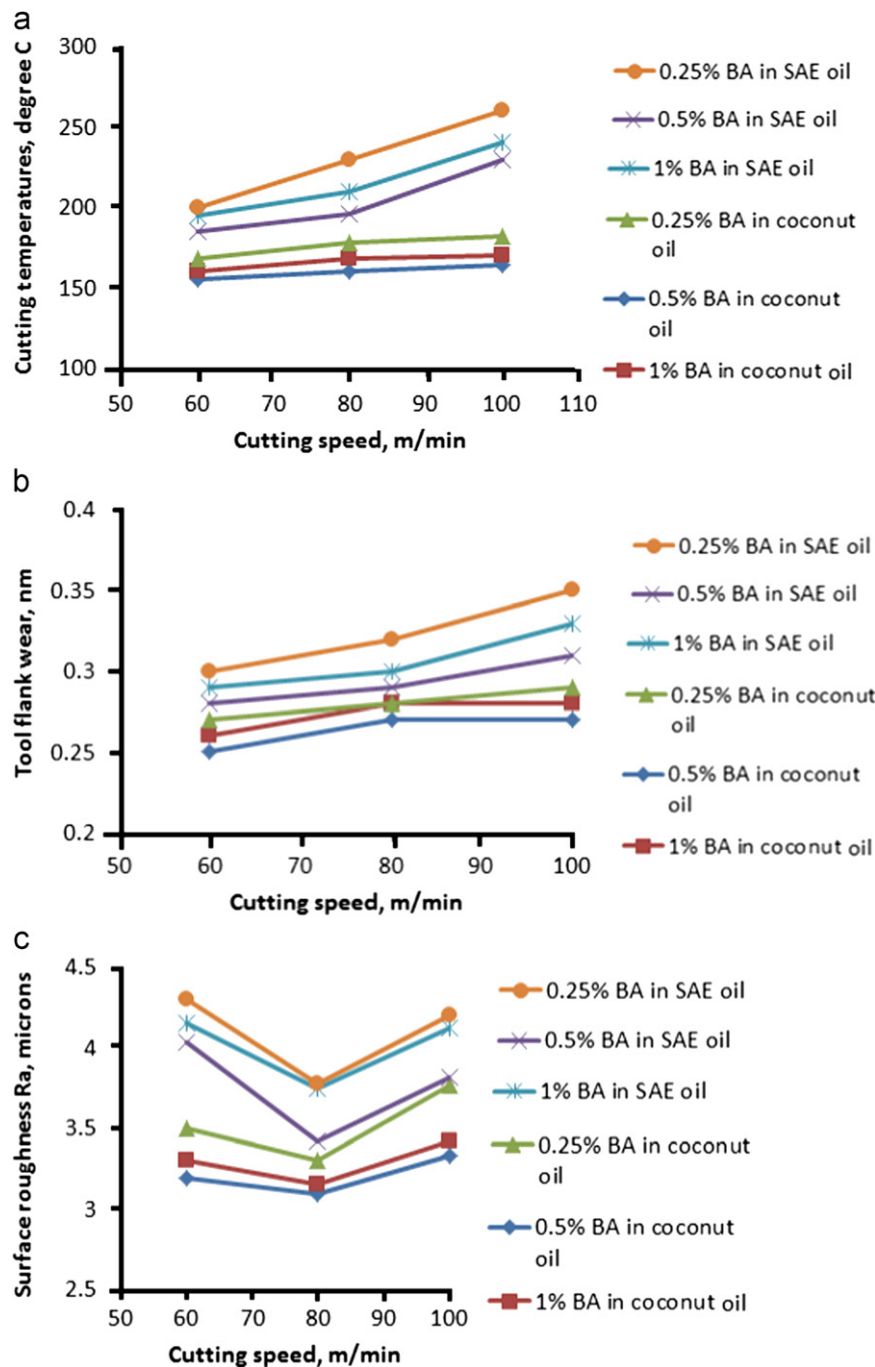 a
300
250
200
150
100
50
60
70
80
90
100
110
Cutting temperatures, degree C
Cutting speed, m/min
0.25% BA in SAE oil
0.5% BA in SAE oil
1% BA in SAE oil
0.25% BA in coconut
oil
0.5% BA in coconut
oil
1% BA in coconut oil
b
0.4
0.35
0.3
0.25
0.2
50
60
70
80
90
100
Tool flank wear, nm
Cutting speed, m/min
0.25% BA in SAE oil
0.5% BA in SAE oil
1% BA in SAE oil
0.25% BA in coconut
oil
0.5% BA in coconut
oil
1% BA in coconut oil
c
4.5
4
3.5
3
2.5
50
60
70
80
90
100
Surface roughness Ra, microns
Cutting speed, m/min
0.25% BA in SAE oil
0.5% BA in SAE oil
1% BA in SAE oil
0.25% BA in coconut
oil
0.5% BA in coconut
oil
1% BA in coconut oil